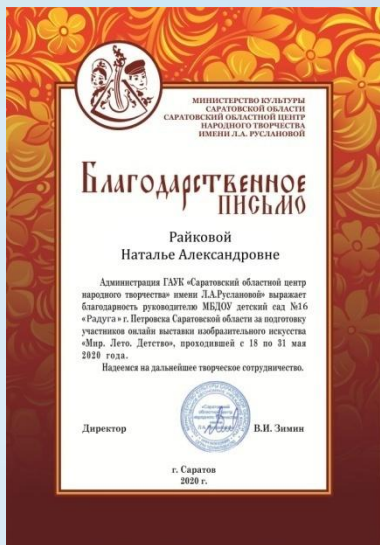 МИНИСТЕРСТВО КУЛЬТУРЫ
САРАТОВСКОЙ ОБЛАСТИ
САРАТОВСКИЙ ОБЛАСТНОЙ ЦЕНТР
НАРОДНОГО ТВОРЧЕСТВА
ИМЕНИ Л.А. РУСЛАНОВОЙ
БЛАГОДАРСТВЕННОЕ
ПИСЬМО
Райковой
Наталье Александровне
Администрация ГАУК «Саратовский областной центр
народного творчества» имени Л.А.Руслановой» выражает
благодарность руководителю МБДОУ детский сад №16
«Радуга» г. Петровска Саратовской области за подготовку
участников онлайн выставки изобразительного искусства
«Мир. Лето. Детство», проходившей с 18 по 31 мая
2020 года.
Надеемся на дальнейшее творческое сотрудничество.
Директор
В.И. Зимин
г. Саратов
2020 г.